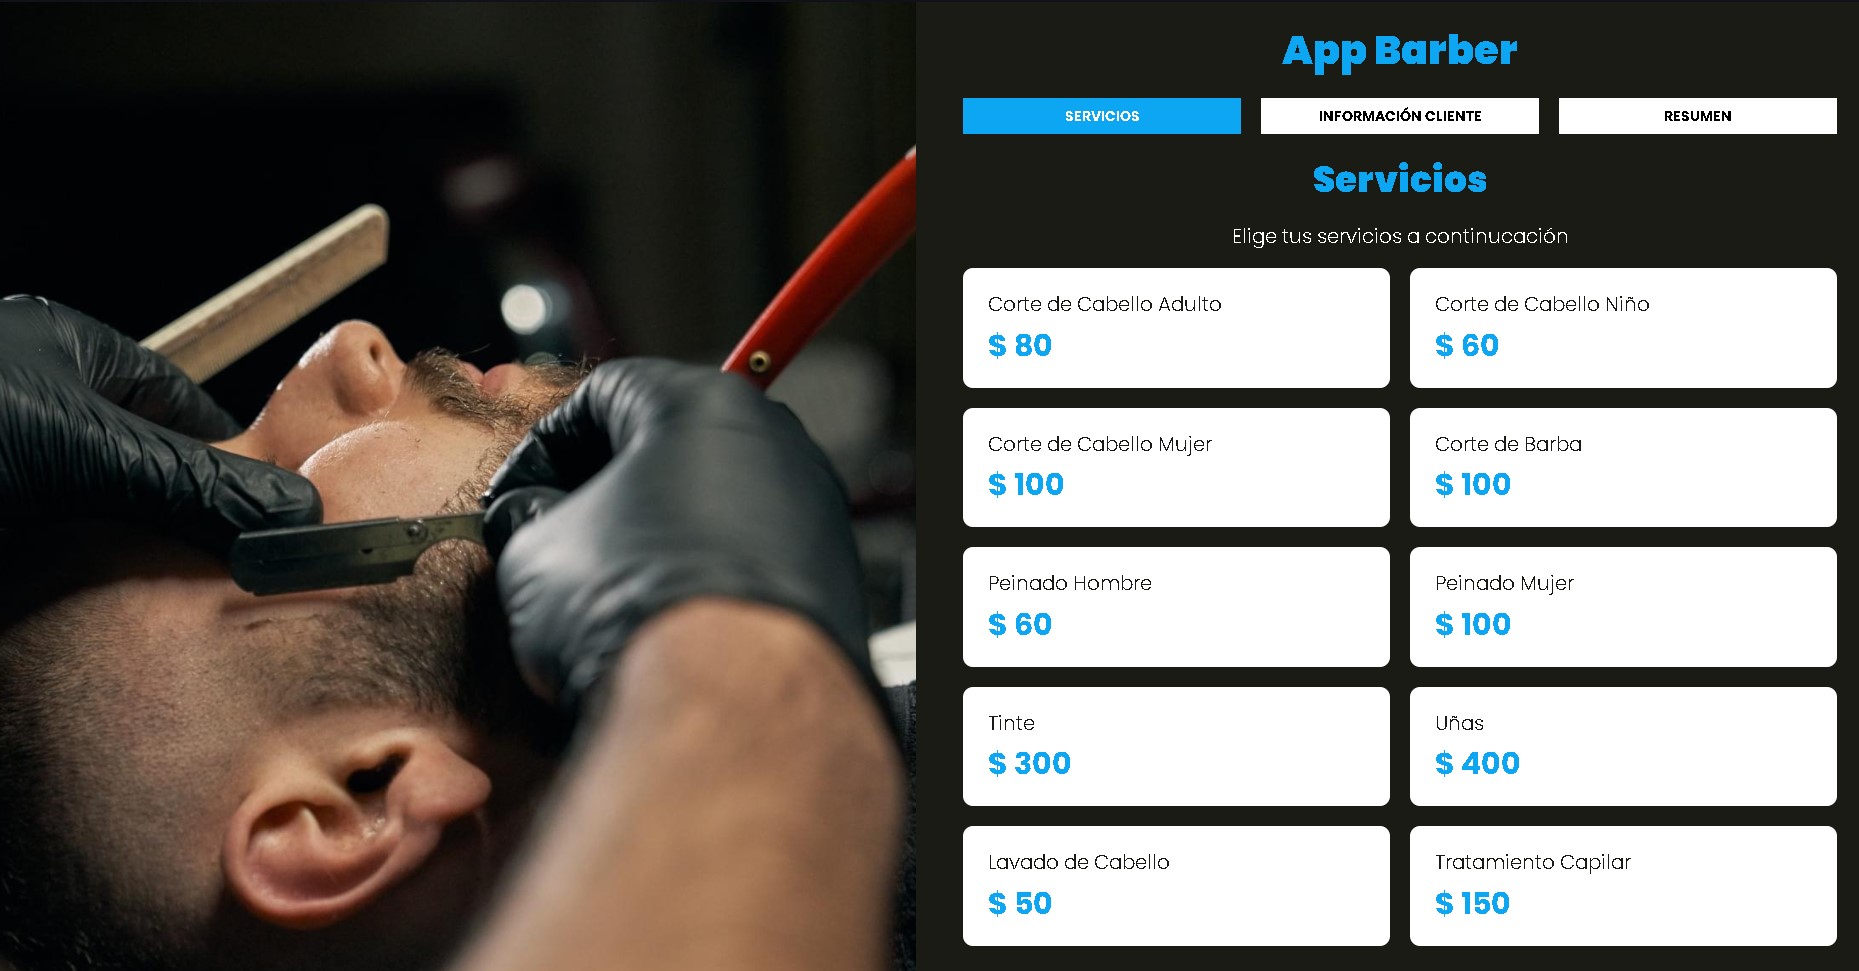 App Barber
SERVICIOS
INFORMACIÓN CLIENTE
RESUMEN
Servicios
Elige tus servicios a continucación
Corte de Cabello Adulto
$ 80
Corte de Cabello Niño
$ 60
Corte de Cabello Mujer
$ 100
Corte de Barba
$ 100
Peinado Hombre
$ 60
Peinado Mujer
$ 100
Tinte
$ 300
Uñas
$ 400
Lavado de Cabello
$ 50
Tratamiento Capilar
$ 150